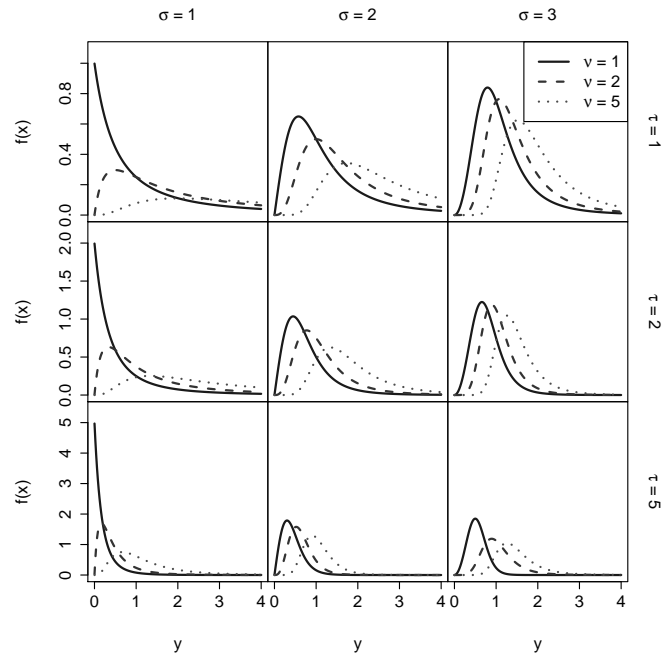 σ = 1
σ = 2
σ = 3
f(x)
0.0
0.4
0.8
ν = 1
ν = 2
ν = 5
τ = 1
f(x)
0.0
0.5
1.0
1.5
2.0
τ = 2
f(x)
0
1
2
3
4
5
τ = 5
0 1 2 3 4
0 1 2 3 4
0 1 2 3 4
y
y
y